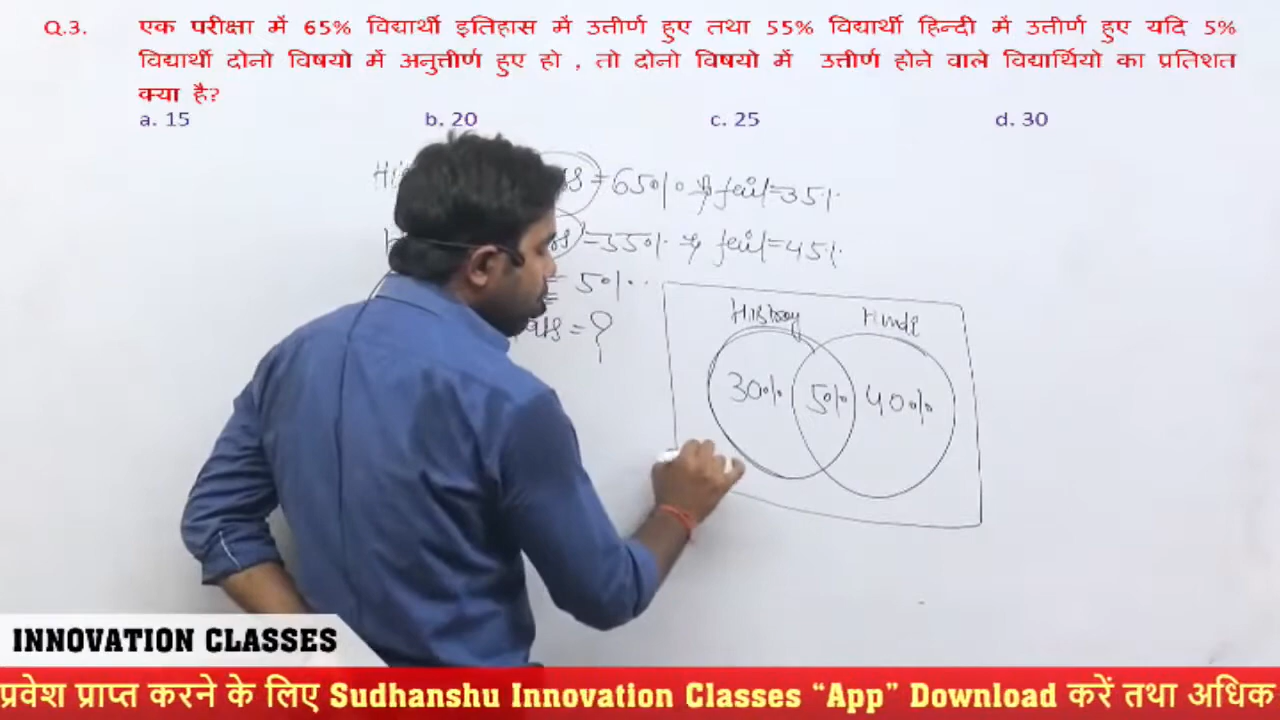 Q.3. एक परीक्षा में 65% विद्यार्थी इतिहास में उत्तीर्ण हुए तथा 55% विद्यार्थी हिन्दी में उत्तीर्ण हुए यदि 5%
विद्यार्थी दोनो विषयो में अनुत्तीर्ण हुए हो , तो दोनो विषयो में उत्तीर्ण होने वाले विद्यार्थियो का प्रतिशत
क्या है?
a. 15 b. 20 c. 25 d. 30
= 65% ⇒ fail = 35%
= 55% ⇒ fail = 45%
= 5%
= ?
History Hindi
30% 5% 40%
INNOVATION CLASSES
प्रवेश प्राप्त करने के लिए Sudhanshu Innovation Classes “App” Download करें तथा अधिक